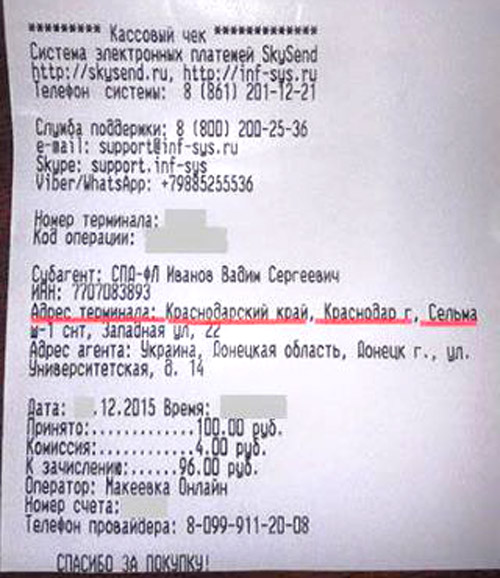 ********* Кассовый чек *************
Система электронных платежей SkySend
http://skysend.ru, http://inf-sys.ru
Телефон системы: 8 (861) 201-12-21
Служба поддержки: 8 (800) 200-25-36
e-mail: support@inf-sys.ru
Skype: support.inf-sys
Viber/WhatsApp: +79885255536
Номер терминала:
Код операции:
Субагент: СПД-ФЛ Иванов Вадим Сергеевич
ИНН: 7707083893
Адрес терминала: Краснодарский край, Краснодар г, Сельма
ш-1 снт, Западная ул, 22
Адрес агента: Украина, Донецкая область, Донецк г., ул.
Университетская, д. 14
Дата: .12.2015 Время:
Принято:.............100.00 руб.
Комиссия:............4.00 руб.
К зачислению:......96.00 руб.
Оператор: Макеевка Онлайн
Номер счета:
Телефон провайдера: 8-099-911-20-08
СПАСИБО ЗА ПОКУПКУ!